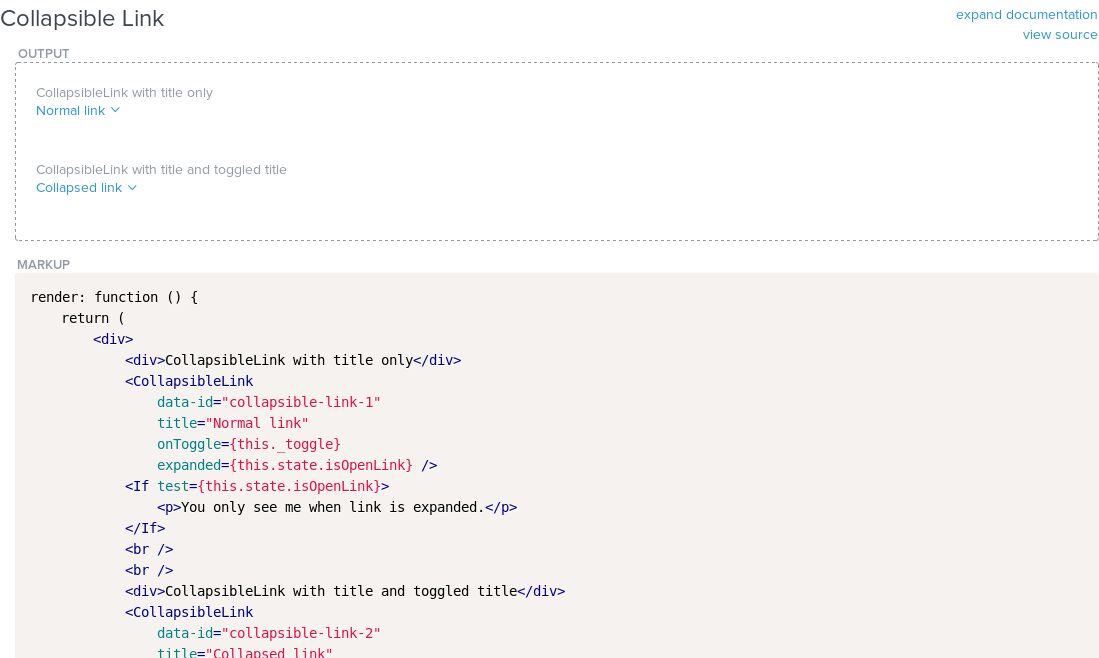 Collapsible Link
expand documentation
view source
OUTPUT
CollapsibleLink with title only
Normal link
CollapsibleLink with title and toggled title
Collapsed link
MARKUP
render: function () {
    return (
        <div>
            <div>CollapsibleLink with title only</div>
            <CollapsibleLink
                data-id="collapsible-link-1"
                title="Normal link"
                onToggle={this._toggle}
                expanded={this.state.isOpenLink} />
            <If test={this.state.isOpenLink}>
                <p>You only see me when link is expanded.</p>
            </If>
            <br />
            <br />
            <div>CollapsibleLink with title and toggled title</div>
            <CollapsibleLink
                data-id="collapsible-link-2"
                title="Collapsed link"